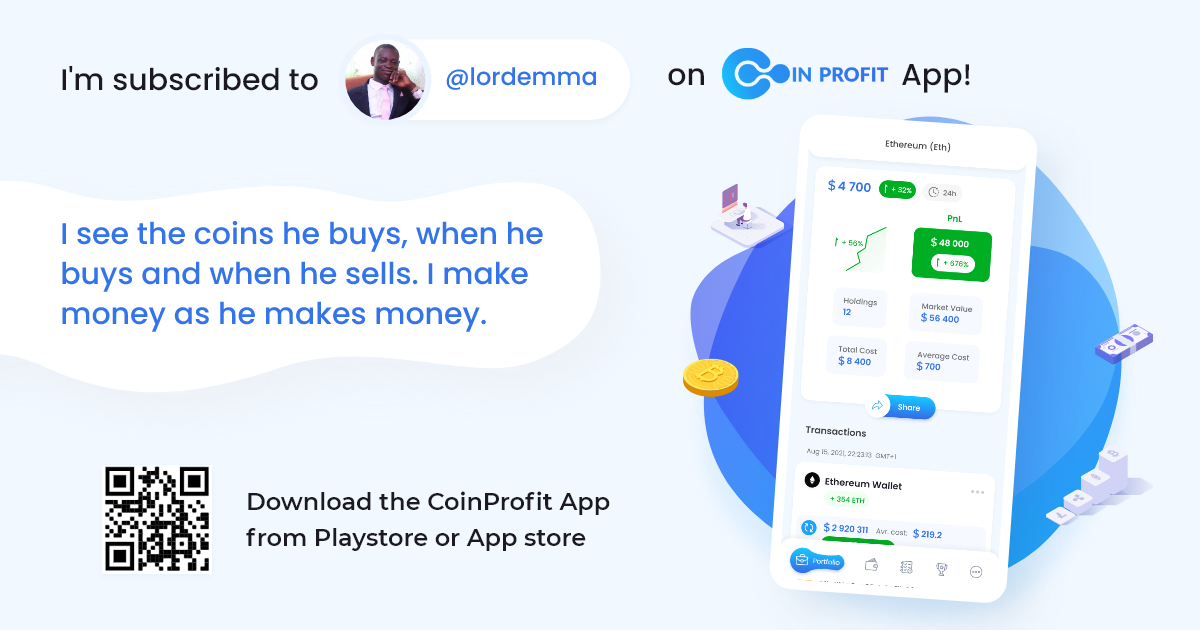 I'm subscribed to @lordemma on COIN PROFIT App!
I see the coins he buys, when he
buys and when he sells. I make
money as he makes money.
Download the CoinProfit App
from Playstore or App store
Ethereum (Eth)
$ 4 700 + 32% 24h
PnL
+ 56%
$ 48 000
+ 678%
Holdings
12
Market Value
$ 56 400
Total Cost
$ 8 400
Average Cost
$ 700
Share
Transactions
Aug 15, 2021, 22:23:13 GMT+1
Ethereum Wallet
+ 354 ETH
$ 2 920 311 Avr. cost: $ 219.2
Portfolio